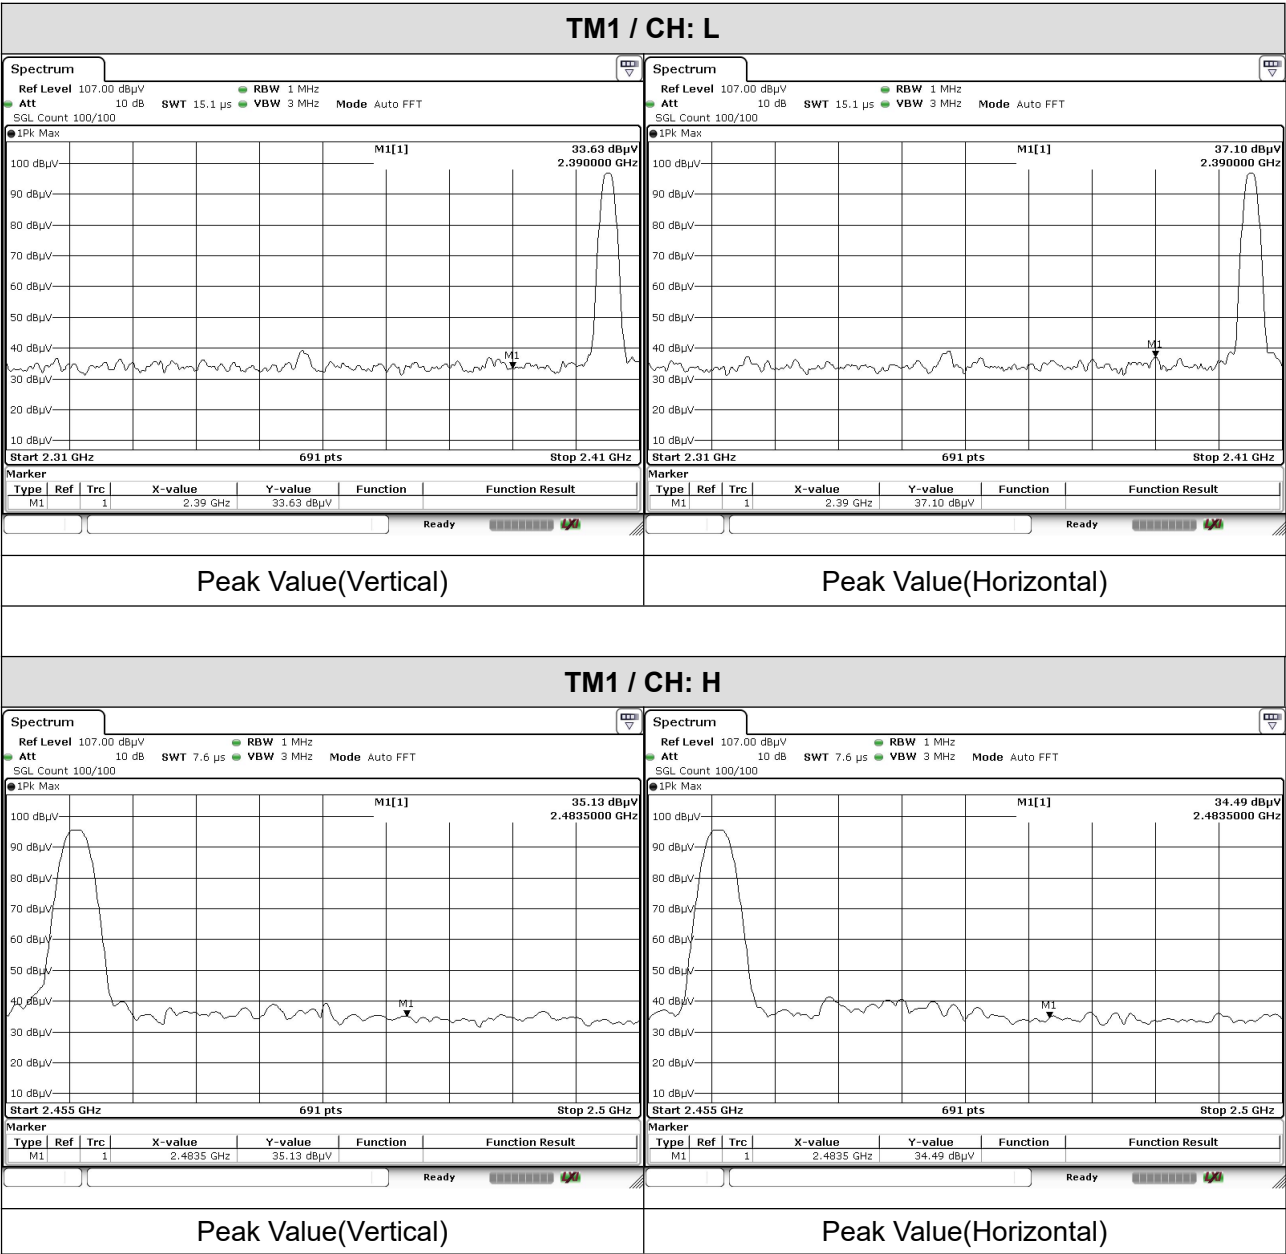 TM1 / CH: L
Spectrum
Ref Level 107.00 dBµV RBW 1 MHz
Att 10 dB SWT 15.1 µs VBW 3 MHz Mode Auto FFT
SGL Count 100/100
1Pk Max
M1[1] 33.63 dBµV
2.390000 GHz
100 dBµV
90 dBµV
80 dBµV
70 dBµV
60 dBµV
50 dBµV
40 dBµV
M1
30 dBµV
20 dBµV
10 dBµV
Start 2.31 GHz 691 pts Stop 2.41 GHz
Marker
Type Ref Trc X-value Y-value Function Function Result
M1 1 2.39 GHz 33.63 dBµV
Ready LXI
Peak Value(Vertical)
Spectrum
Ref Level 107.00 dBµV RBW 1 MHz
Att 10 dB SWT 15.1 µs VBW 3 MHz Mode Auto FFT
SGL Count 100/100
1Pk Max
M1[1] 37.10 dBµV
2.390000 GHz
100 dBµV
90 dBµV
80 dBµV
70 dBµV
60 dBµV
50 dBµV
40 dBµV
M1
30 dBµV
20 dBµV
10 dBµV
Start 2.31 GHz 691 pts Stop 2.41 GHz
Marker
Type Ref Trc X-value Y-value Function Function Result
M1 1 2.39 GHz 37.10 dBµV
Ready LXI
Peak Value(Horizontal)
TM1 / CH: H
Spectrum
Ref Level 107.00 dBµV RBW 1 MHz
Att 10 dB SWT 7.6 µs VBW 3 MHz Mode Auto FFT
SGL Count 100/100
1Pk Max
M1[1] 35.13 dBµV
2.4835000 GHz
100 dBµV
90 dBµV
80 dBµV
70 dBµV
60 dBµV
50 dBµV
40 dBµV
M1
30 dBµV
20 dBµV
10 dBµV
Start 2.455 GHz 691 pts Stop 2.5 GHz
Marker
Type Ref Trc X-value Y-value Function Function Result
M1 1 2.4835 GHz 35.13 dBµV
Ready LXI
Peak Value(Vertical)
Spectrum
Ref Level 107.00 dBµV RBW 1 MHz
Att 10 dB SWT 7.6 µs VBW 3 MHz Mode Auto FFT
SGL Count 100/100
1Pk Max
M1[1] 34.49 dBµV
2.4835000 GHz
100 dBµV
90 dBµV
80 dBµV
70 dBµV
60 dBµV
50 dBµV
40 dBµV
M1
30 dBµV
20 dBµV
10 dBµV
Start 2.455 GHz 691 pts Stop 2.5 GHz
Marker
Type Ref Trc X-value Y-value Function Function Result
M1 1 2.4835 GHz 34.49 dBµV
Ready LXI
Peak Value(Horizontal)